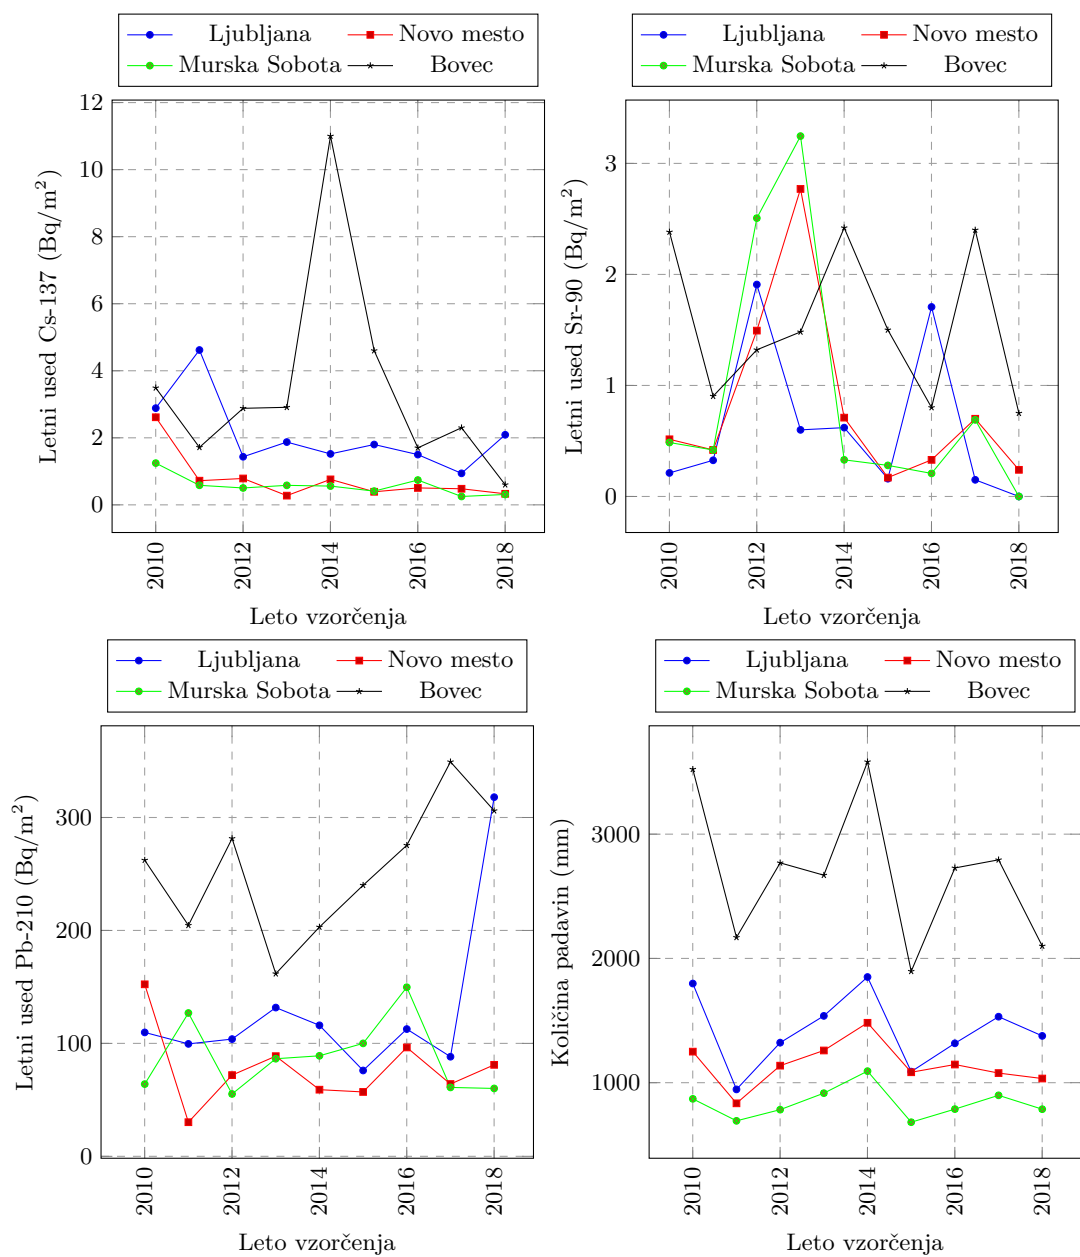 Ljubljana Novo mesto
Murska Sobota Bovec
Letni used Cs-137 (Bq/m²)
12
10
8
6
4
2
0
2010 2012 2014 2016 2018
Leto vzorčenja
Ljubljana Novo mesto
Murska Sobota Bovec
Letni used Sr-90 (Bq/m²)
3
2
1
0
2010 2012 2014 2016 2018
Leto vzorčenja
Ljubljana Novo mesto
Murska Sobota Bovec
Letni used Pb-210 (Bq/m²)
300
200
100
0
2010 2012 2014 2016 2018
Leto vzorčenja
Ljubljana Novo mesto
Murska Sobota Bovec
Količina padavin (mm)
3000
2000
1000
2010 2012 2014 2016 2018
Leto vzorčenja